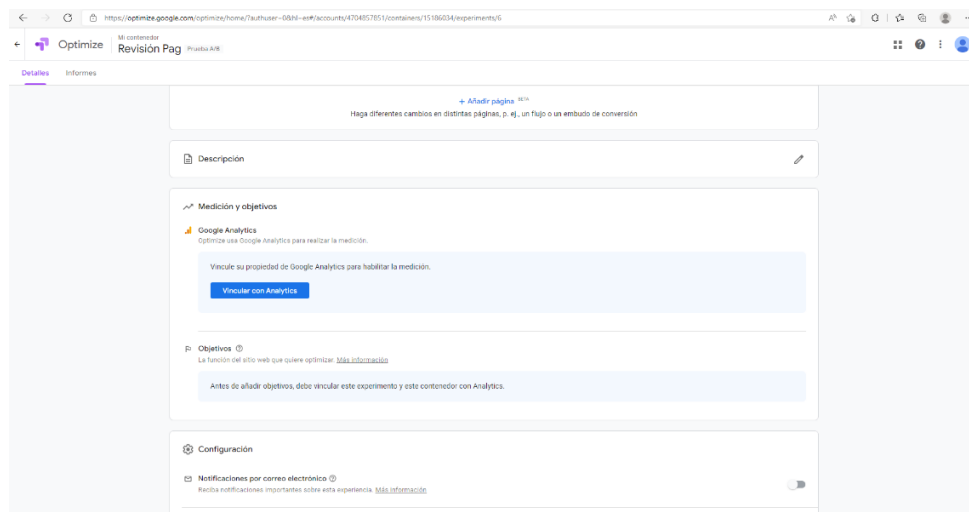 https://optimize.google.com/optimize/home/?authuser=0&hl=es#/accounts/4704857851/containers/15186034/experiments/6
Optimize
Mi contenedor
Revisión Pag Prueba A/B
Detalles Informes
+ Añadir página BETA
Haga diferentes cambios en distintas páginas, p. ej., un flujo o un embudo de conversión
Descripción
Medición y objetivos
Google Analytics
Optimize usa Google Analytics para realizar la medición.
Vincule su propiedad de Google Analytics para habilitar la medición.
Vincular con Analytics
Objetivos
La función del sitio web que quiere optimizar. Más información
Antes de añadir objetivos, debe vincular este experimento y este contenedor con Analytics.
Configuración
Notificaciones por correo electrónico
Reciba notificaciones importantes sobre esta experiencia. Más información